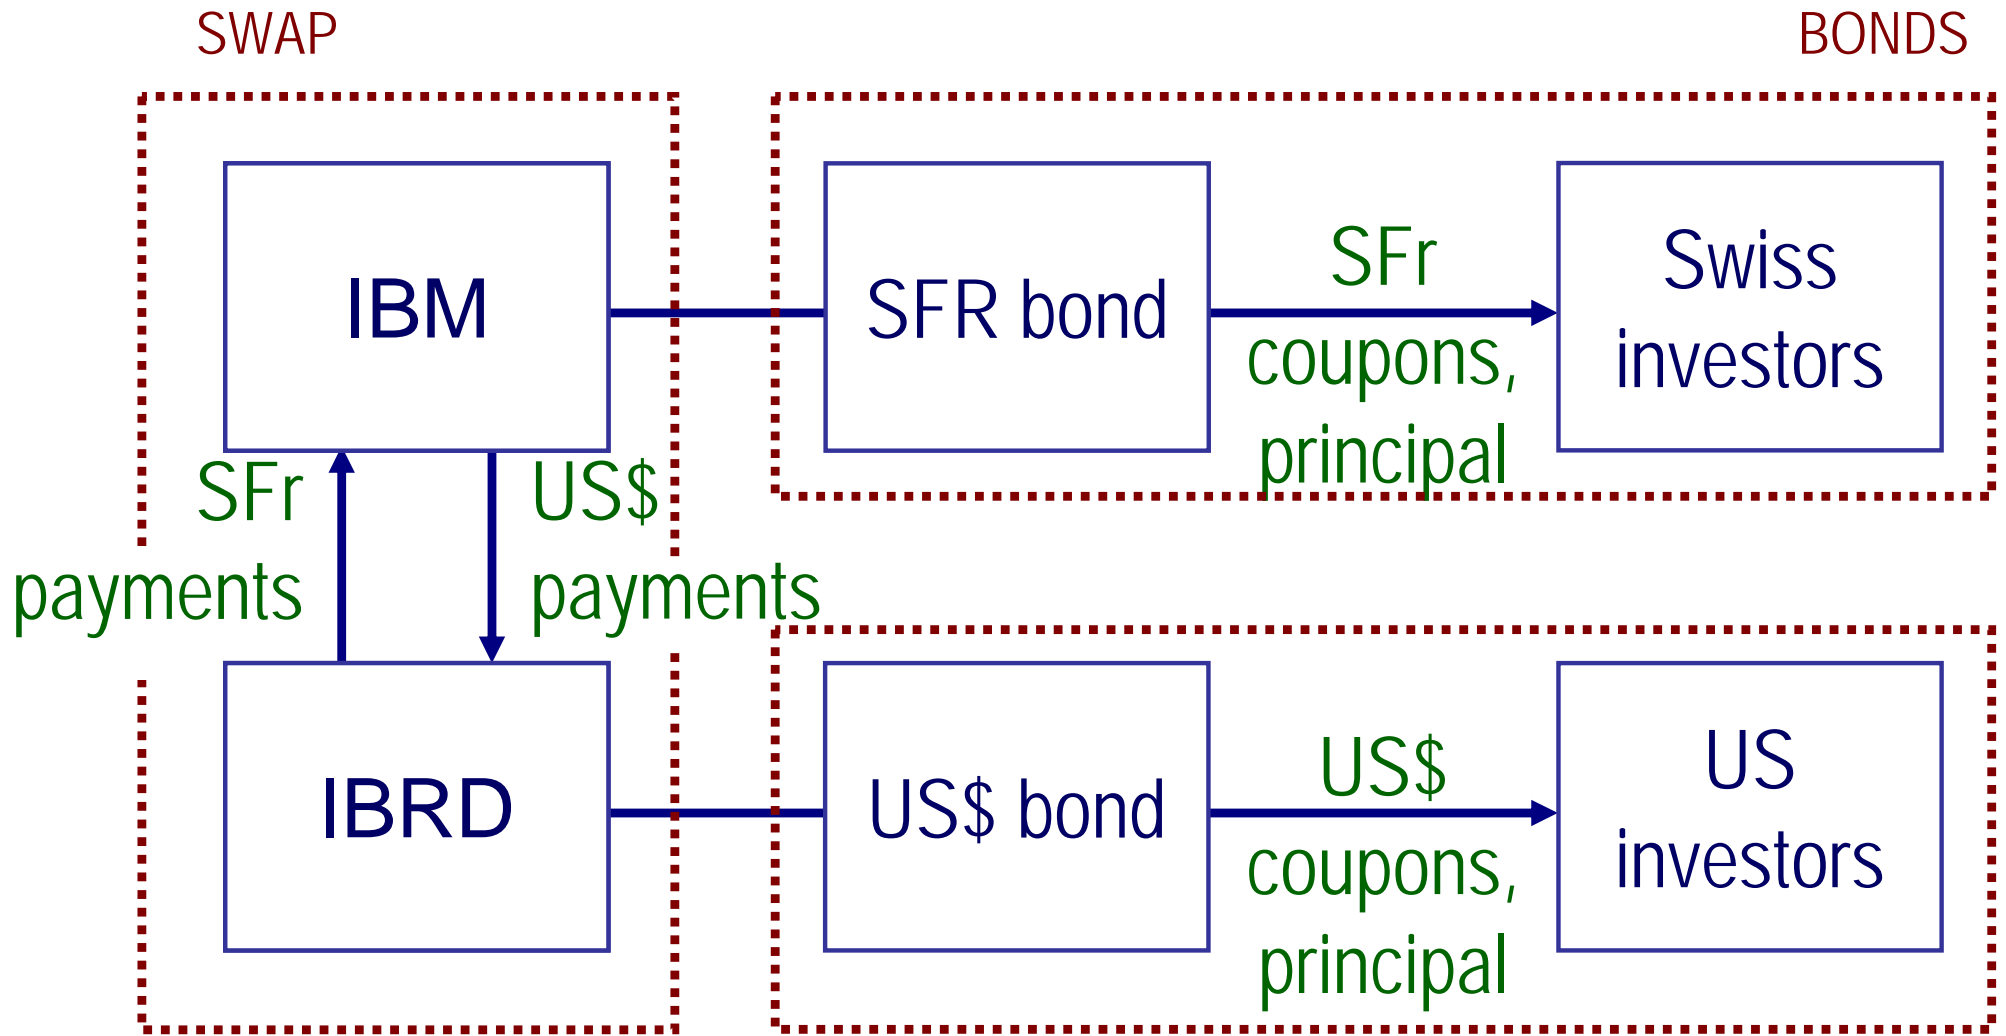 SWAP
BONDS
IBM
SFR bond
SFr
coupons,
principal
Swiss
investors
SFr
payments
US$
payments
IBRD
US$ bond
US$
coupons,
principal
US
investors